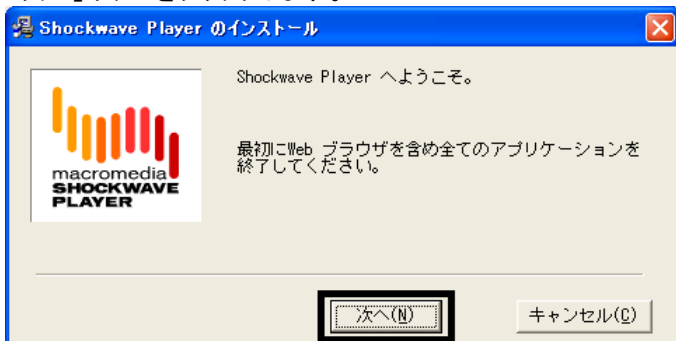 Shockwave Player のインストール
Shockwave Player へようこそ。
最初にWeb ブラウザを含め全てのアプリケーションを
終了してください。
macromedia
SHOCKWAVE
PLAYER
次へ(N)
キャンセル(C)